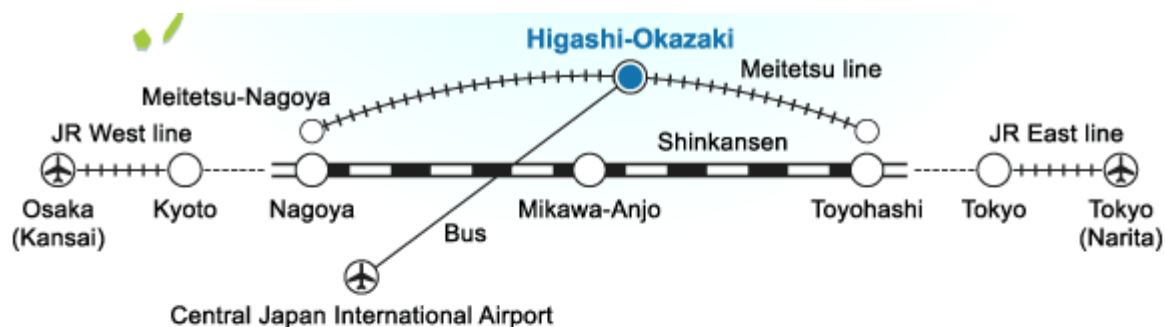 Higashi-Okazaki
Meitetsu line
Meitetsu-Nagoya
JR West line
Shinkansen
JR East line
Osaka
(Kansai)
Kyoto
Nagoya
Mikawa-Anjo
Toyohashi
Tokyo
Tokyo
(Narita)
Bus
Central Japan International Airport